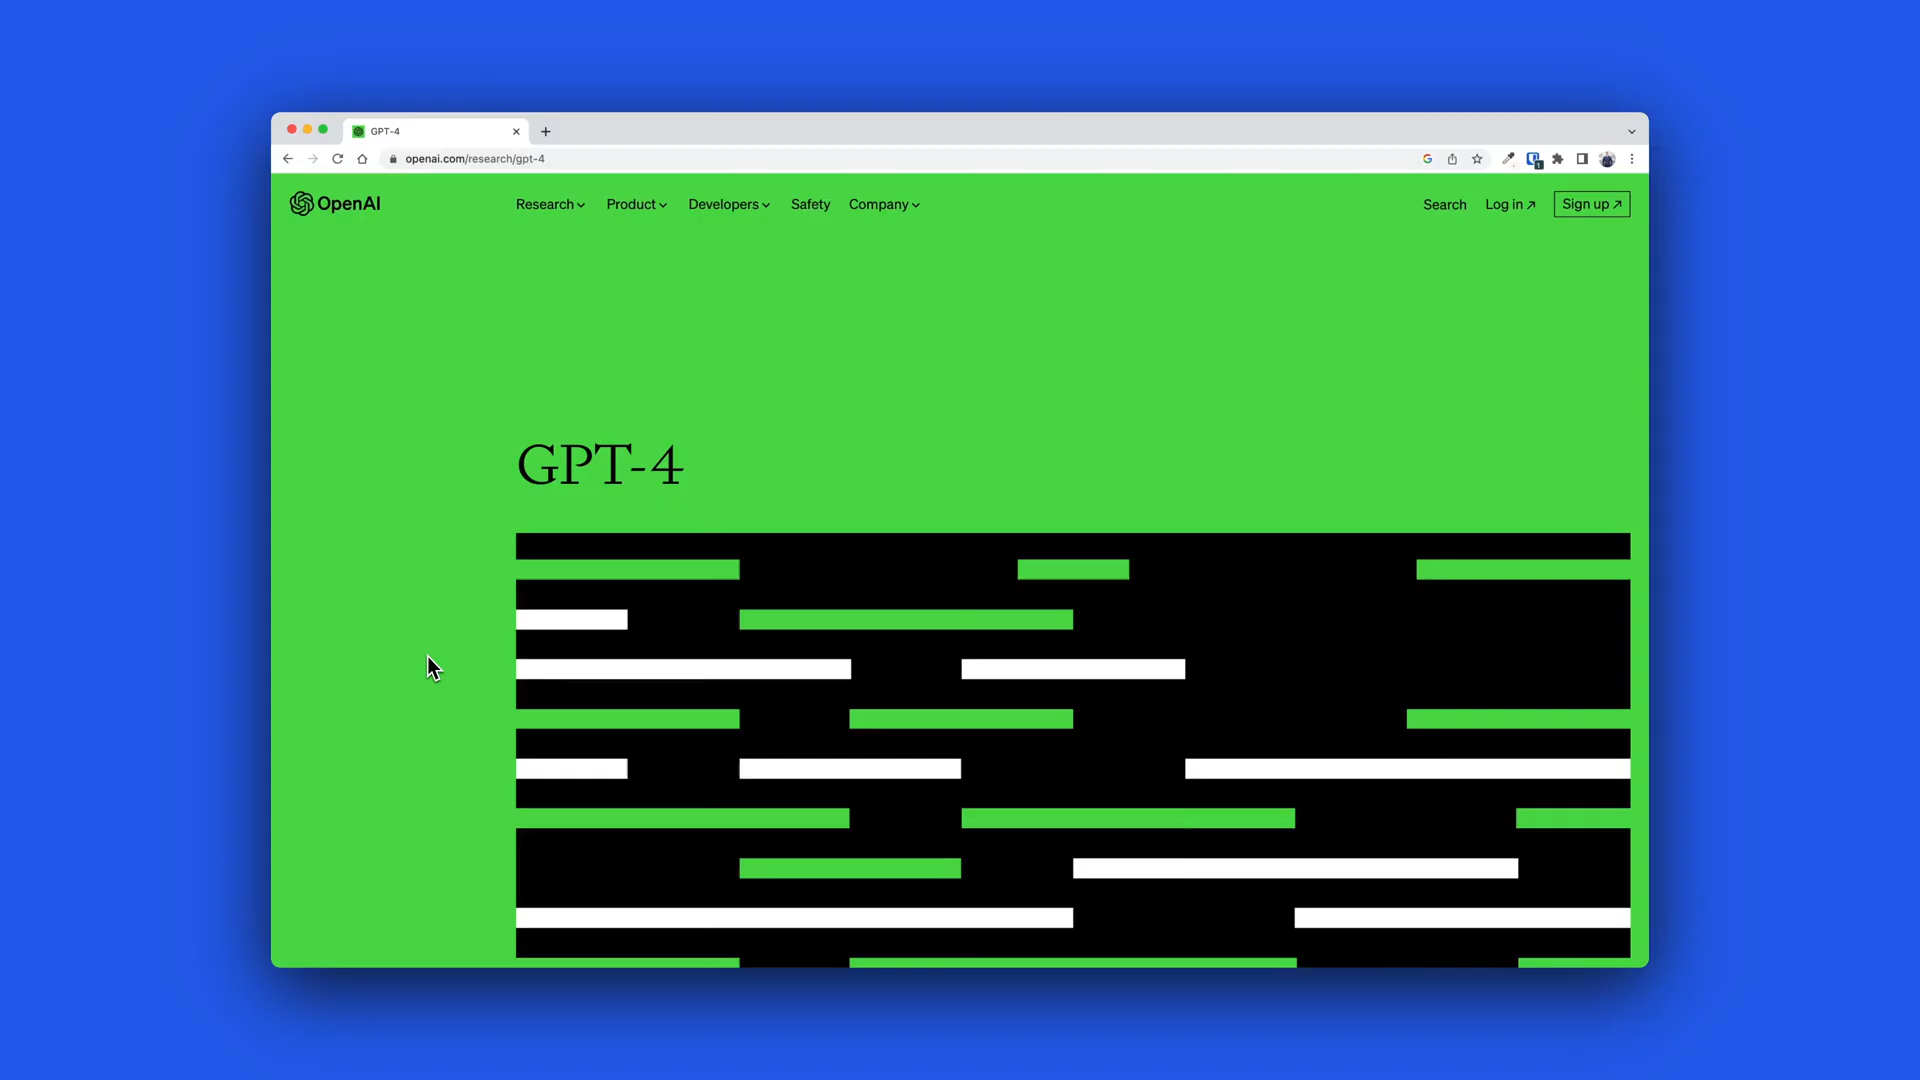 GPT-4
openai.com/research/gpt-4
1
OpenAI
Research
Product
Developers
Safety
Company
Search
Log in ↗
Sign up ↗
GPT-4